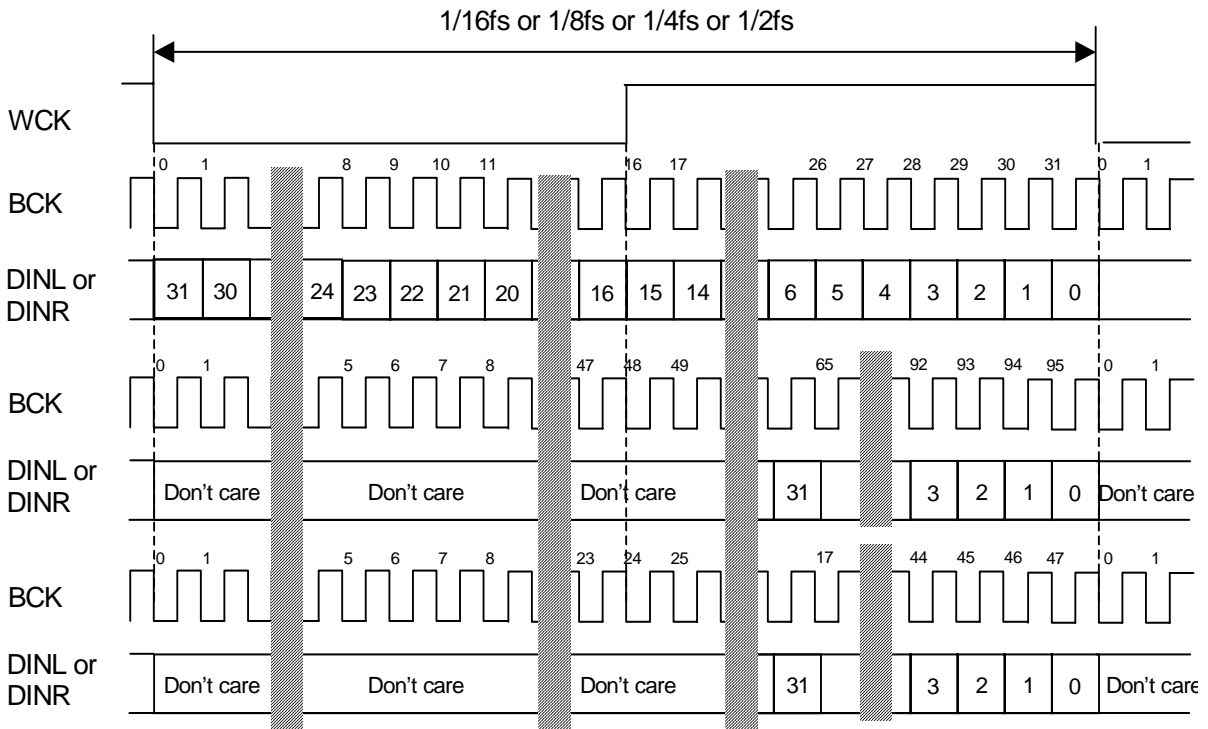 1/16fs or 1/8fs or 1/4fs or 1/2fs
WCK
0 1 8 9 10 11 16 17 26 27 28 29 30 31 0 1
BCK
DINL or
DINR
31 30 24 23 22 21 20 16 15 14 6 5 4 3 2 1 0
0 1 5 6 7 8 47 48 49 65 92 93 94 95 0 1
BCK
DINL or
DINR
Don't care Don't care Don't care 31 3 2 1 0 Don't care
0 1 5 6 7 8 23 24 25 17 44 45 46 47 0 1
BCK
DINL or
DINR
Don't care Don't care Don't care 31 3 2 1 0 Don't care